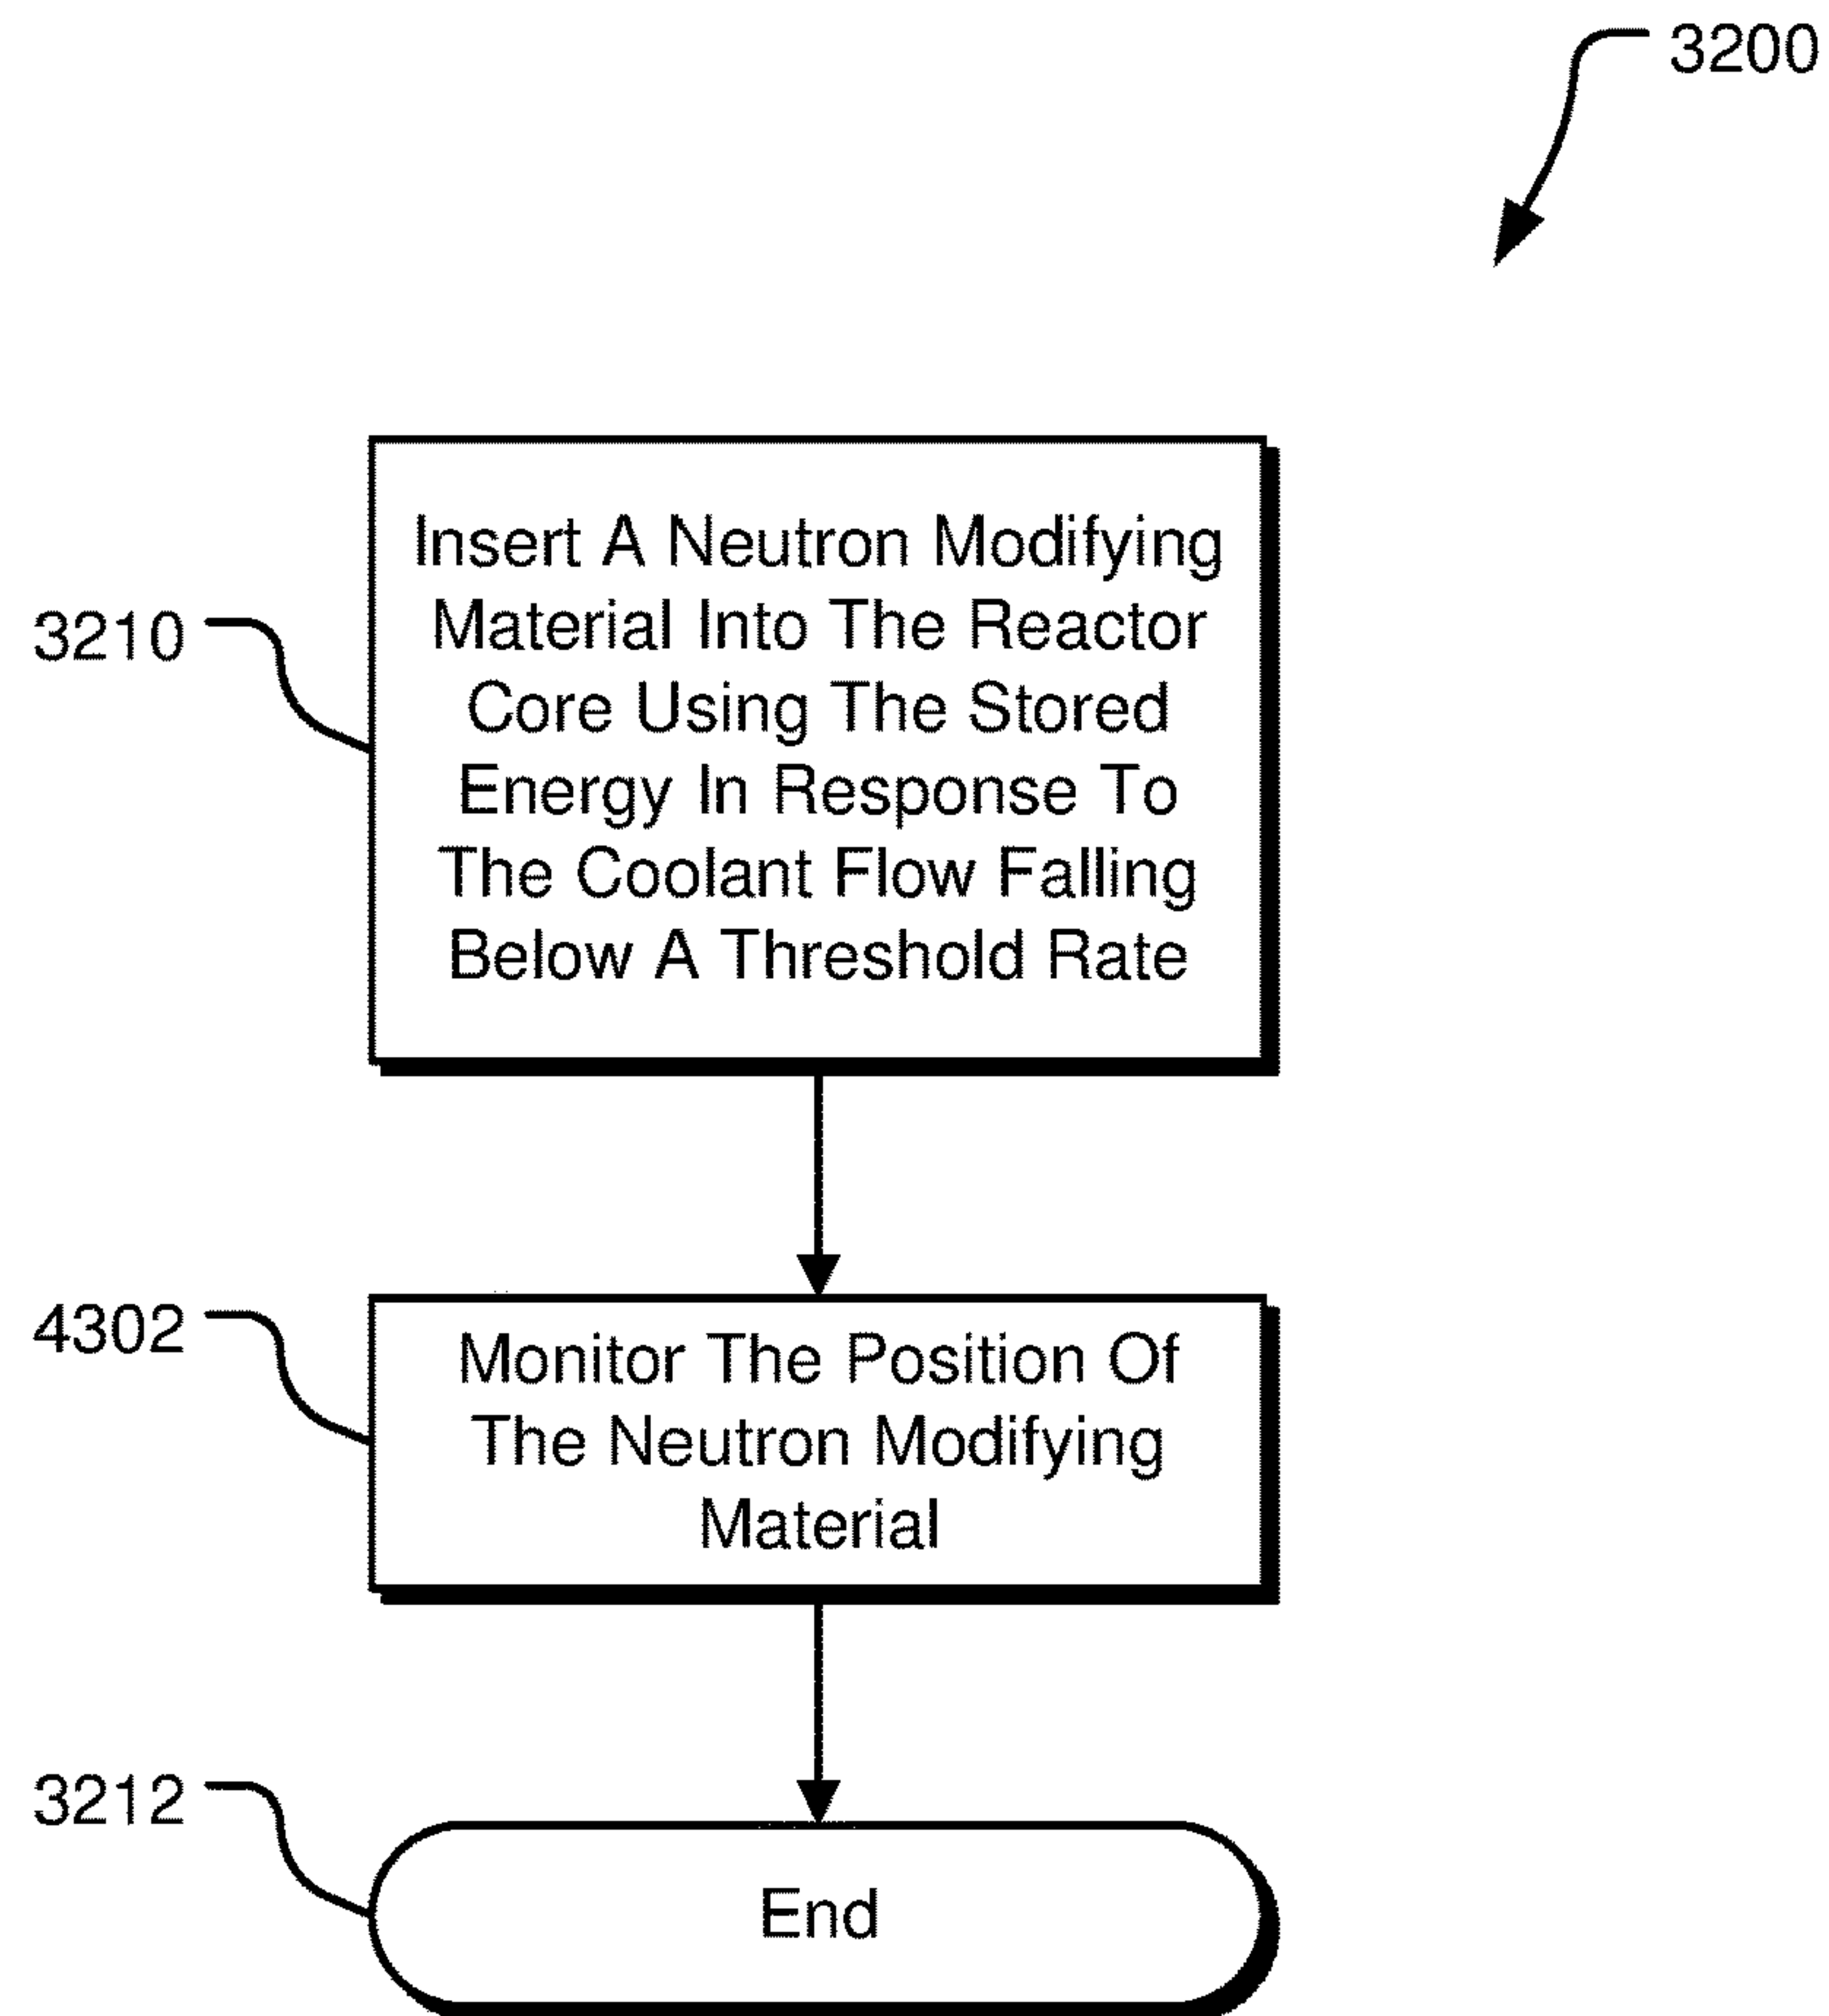 3200
3210
Insert A Neutron Modifying
Material Into The Reactor
Core Using The Stored
Energy In Response To
The Coolant Flow Falling
Below A Threshold Rate
4302
Monitor The Position Of
The Neutron Modifying
Material
3212
End